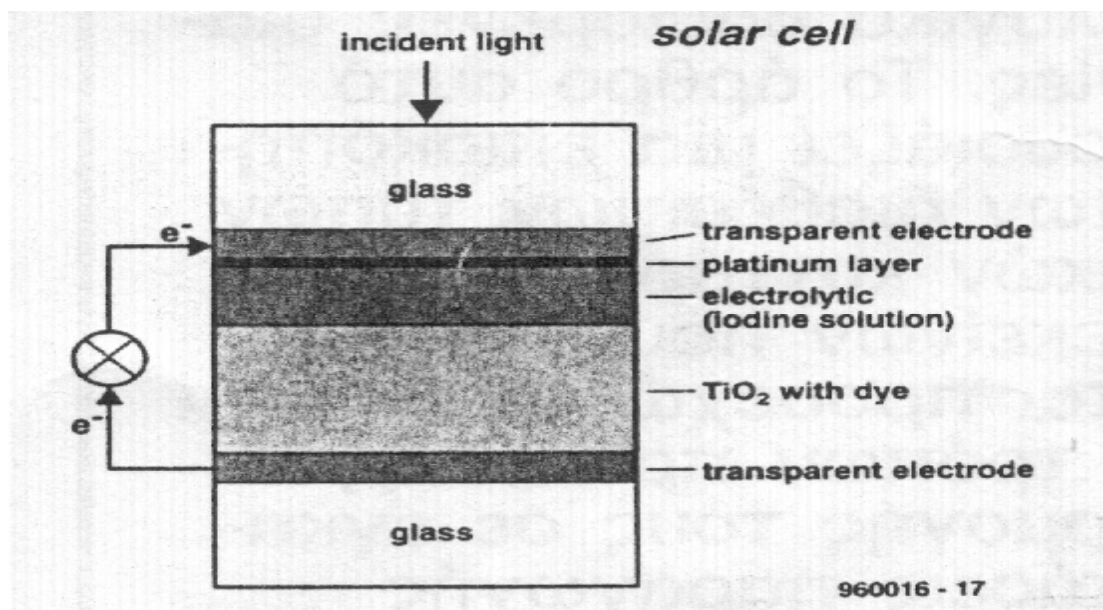 solar cell
incident light
glass
e-
transparent electrode
platinum layer
electrolytic
(iodine solution)
TiO2 with dye
e-
transparent electrode
glass
960016 - 17